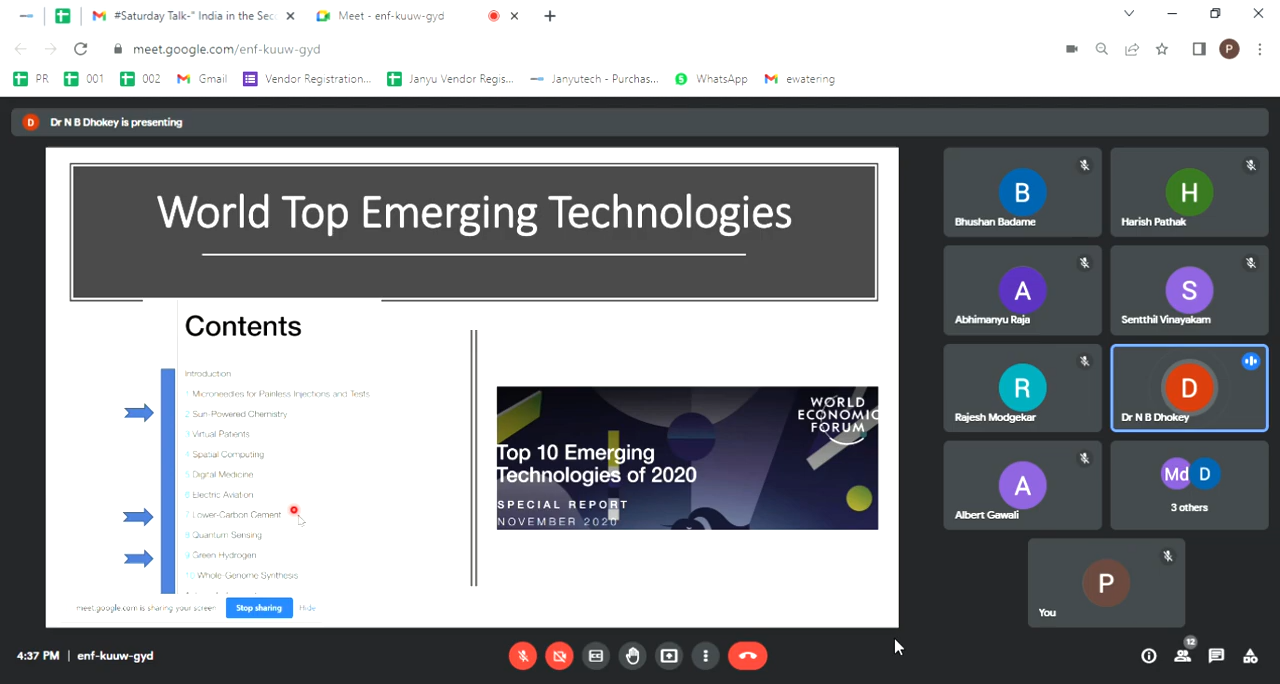 #Saturday Talk-" India in the Sec
Meet - enf-kuuw-gyd
meet.google.com/enf-kuuw-gyd
P
PR
001
002
Gmail
Vendor Registration...
Janyu Vendor Regis...
Janyutech - Purchas...
WhatsApp
ewatering
D
Dr N B Dhokey is presenting
World Top Emerging Technologies
Contents
Introduction
1 Microneedles for Painless Injections and Tests
2 Sun-Powered Chemistry
3 Virtual Patients
4 Spatial Computing
5 Digital Medicine
6 Electric Aviation
7 Lower-Carbon Cement
8 Quantum Sensing
9 Green Hydrogen
10 Whole-Genome Synthesis
WORLD
ECONOMIC
FORUM
Top 10 Emerging
Technologies of 2020
SPECIAL REPORT
NOVEMBER 2020
meet.google.com is sharing your screen
Stop sharing
Hide
B
Bhushan Badame
H
Harish Pathak
A
Abhimanyu Raja
S
Sentthil Vinayakam
R
Rajesh Modgekar
D
Dr N B Dhokey
A
Albert Gawali
Md
D
3 others
P
You
4:37 PM | enf-kuuw-gyd
12